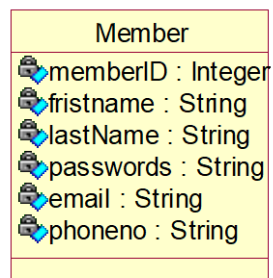 Member
memberID : Integer
fristname : String
lastName : String
passwords : String
email : String
phoneno : String